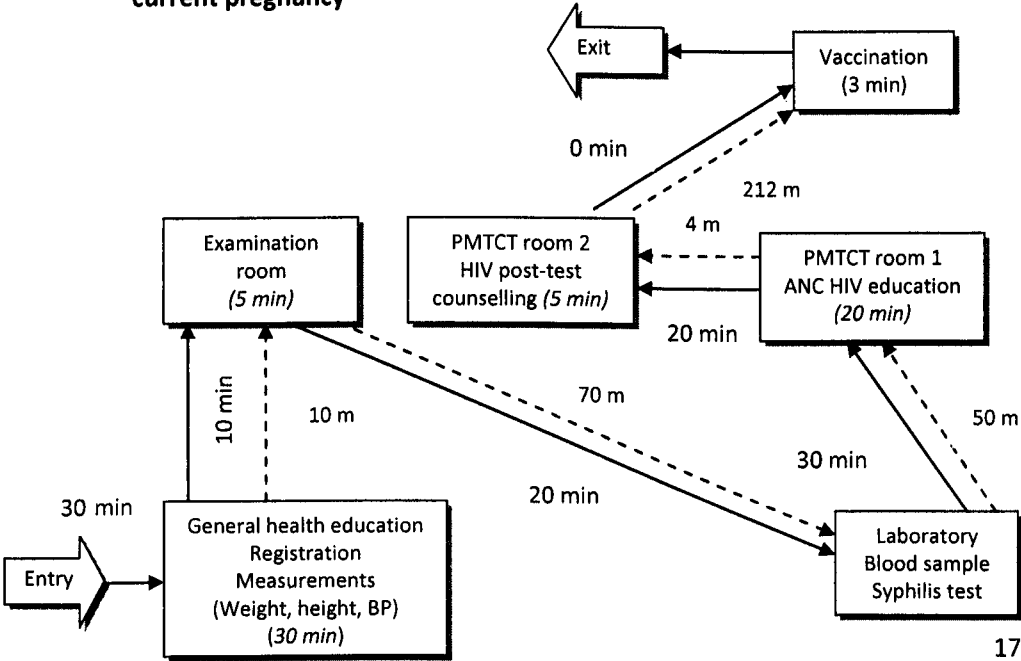 current pregnancy
Exit
Vaccination
(3 min)
0 min
212 m
4 m
Examination
room
(5 min)
PMTCT room 2
HIV post-test
counselling (5 min)
PMTCT room 1
ANC HIV education
(20 min)
20 min
10 min
10 m
70 m
50 m
30 min
20 min
30 min
Entry
General health education
Registration
Measurements
(Weight, height, BP)
(30 min)
Laboratory
Blood sample
Syphilis test
17